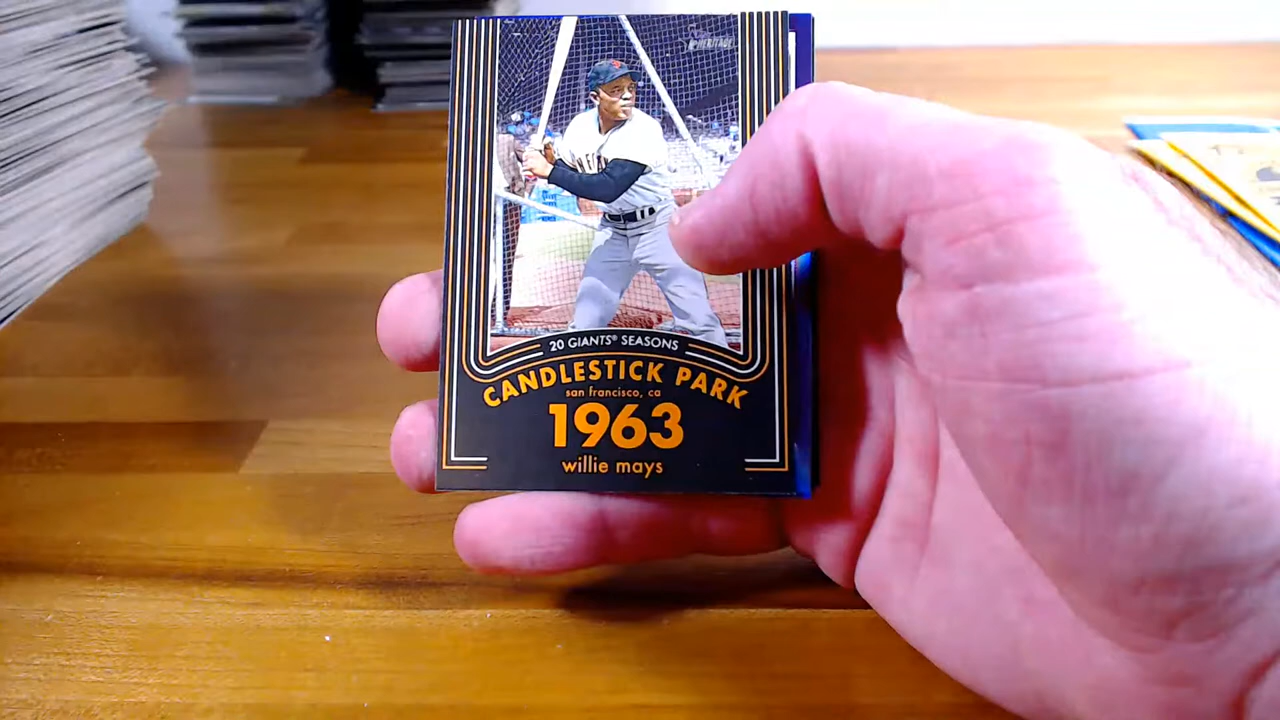 HERITAGE
20 GIANTS® SEASONS
CANDLESTICK PARK
san francisco, ca
1963
willie mays